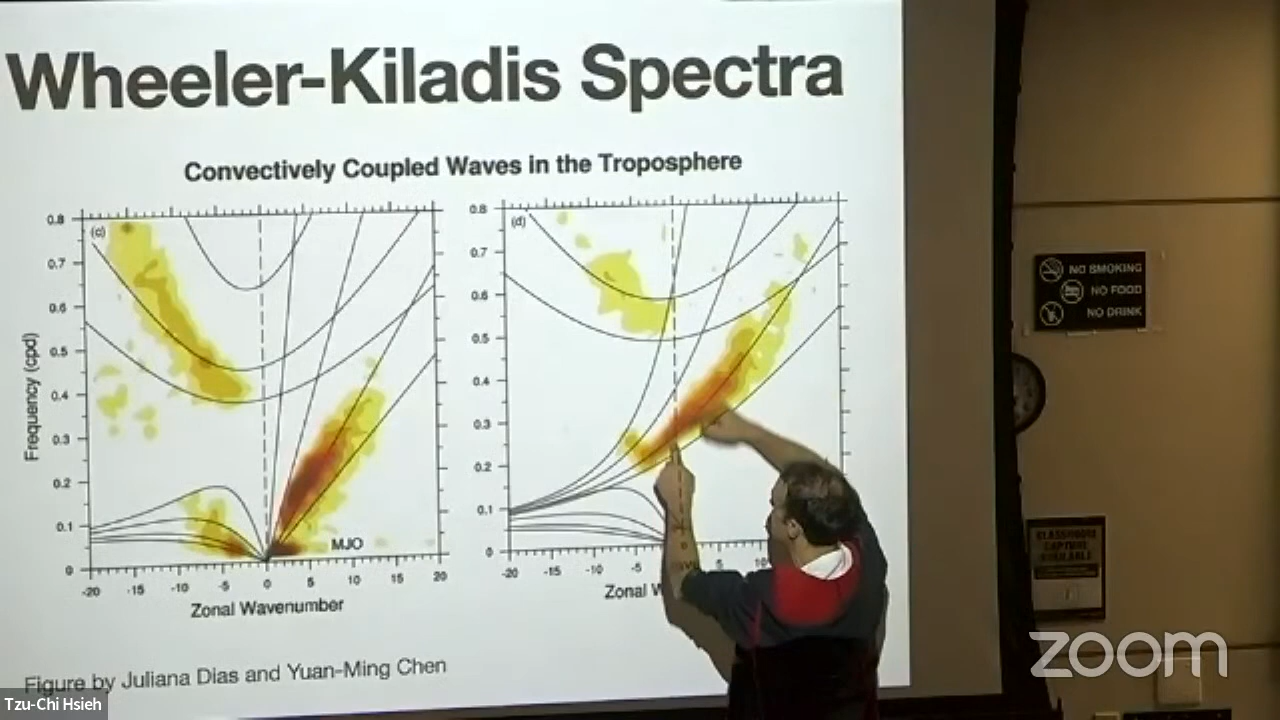 Wheeler-Kiladis Spectra
Convectively Coupled Waves in the Troposphere
(c)
0.8
0.7
0.6
0.5
0.4
0.3
0.2
0.1
0
Frequency (cpd)
MJO
-20 -15 -10 -5 0 5 10 15 20
Zonal Wavenumber
(d)
0.8
0.7
0.6
0.5
0.4
0.3
0.2
0.1
0
-20 -15 -10 -5
Zonal W
Figure by Juliana Dias and Yuan-Ming Chen
Tzu-Chi Hsieh
NO SMOKING
NO FOOD
NO DRINK
CLASSROOM
CAPTURE
AVAILABLE
zoom